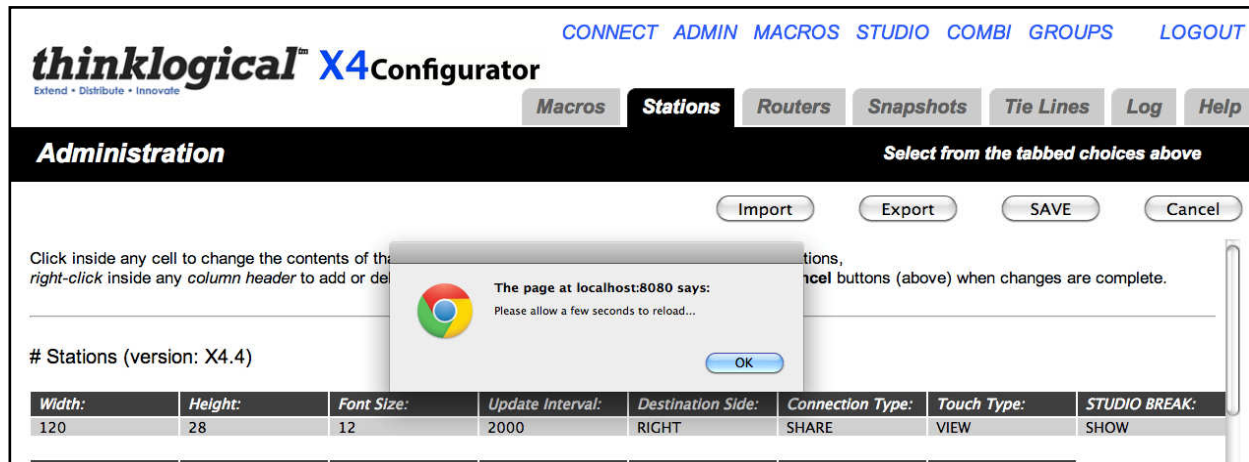 CONNECT ADMIN MACROS STUDIO COMBI GROUPS LOGOUT
thinklogical™ X4Configurator
Extend • Distribute • Innovate
Macros Stations Routers Snapshots Tie Lines Log Help
Administration Select from the tabbed choices above
Import Export SAVE Cancel
Click inside any cell to change the contents of tha tions,
right-click inside any column header to add or del ncel buttons (above) when changes are complete.
The page at localhost:8080 says:
Please allow a few seconds to reload...
OK
# Stations (version: X4.4)
Width: Height: Font Size: Update Interval: Destination Side: Connection Type: Touch Type: STUDIO BREAK:
120 28 12 2000 RIGHT SHARE VIEW SHOW